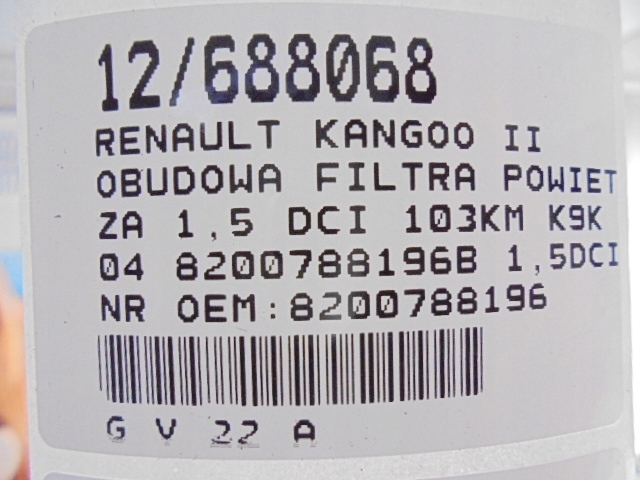 12/688068
RENAULT KANGOO II
OBUDOWA FILTRA POWIET
ZA 1,5 DCI 103KM K9K
04 8200788196B 1,5DCI
NR OEM:8200788196
G V 22 A